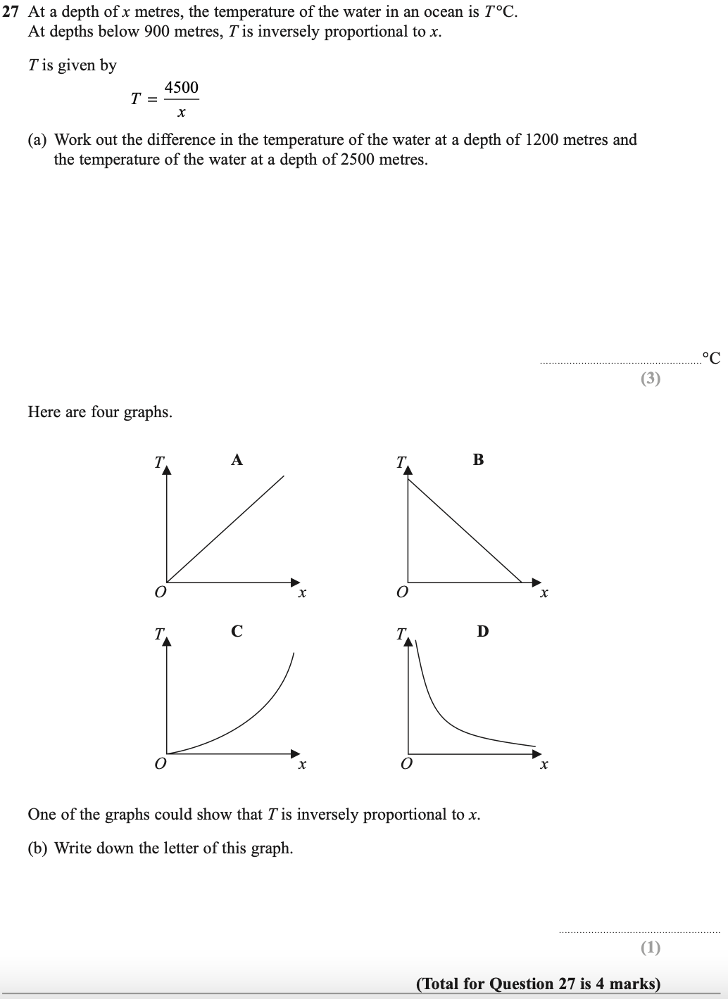 27 At a depth of x metres, the temperature of the water in an ocean is T°C.
At depths below 900 metres, T is inversely proportional to x.
T is given by
T = 4500/x
(a) Work out the difference in the temperature of the water at a depth of 1200 metres and
the temperature of the water at a depth of 2500 metres.
°C
(3)
Here are four graphs.
T A
O x
T B
O x
T C
O x
T D
O x
One of the graphs could show that T is inversely proportional to x.
(b) Write down the letter of this graph.
(1)
(Total for Question 27 is 4 marks)